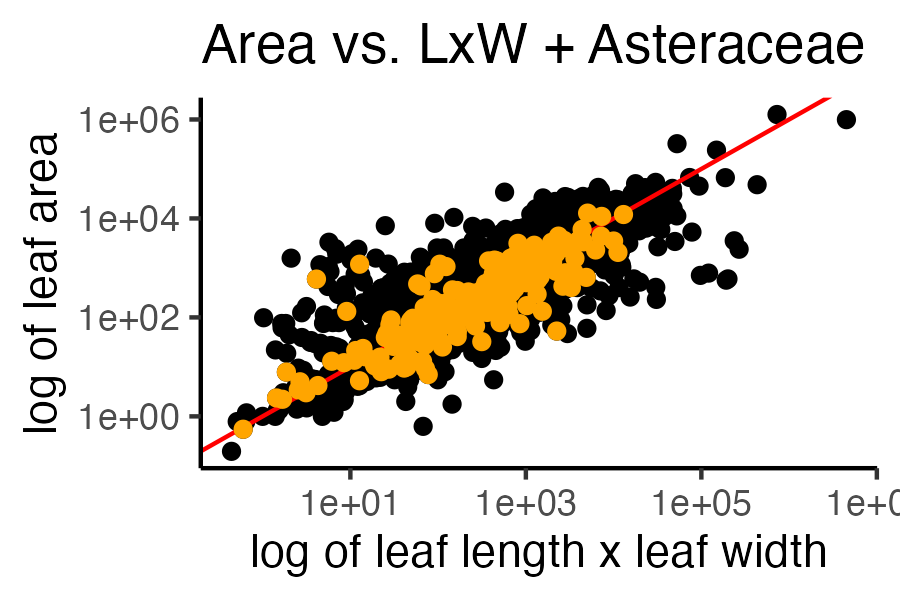 Area vs. LxW + Asteraceae
log of leaf area
1e+06
1e+04
1e+02
1e+00
1e+01
1e+03
1e+05
log of leaf length x leaf width